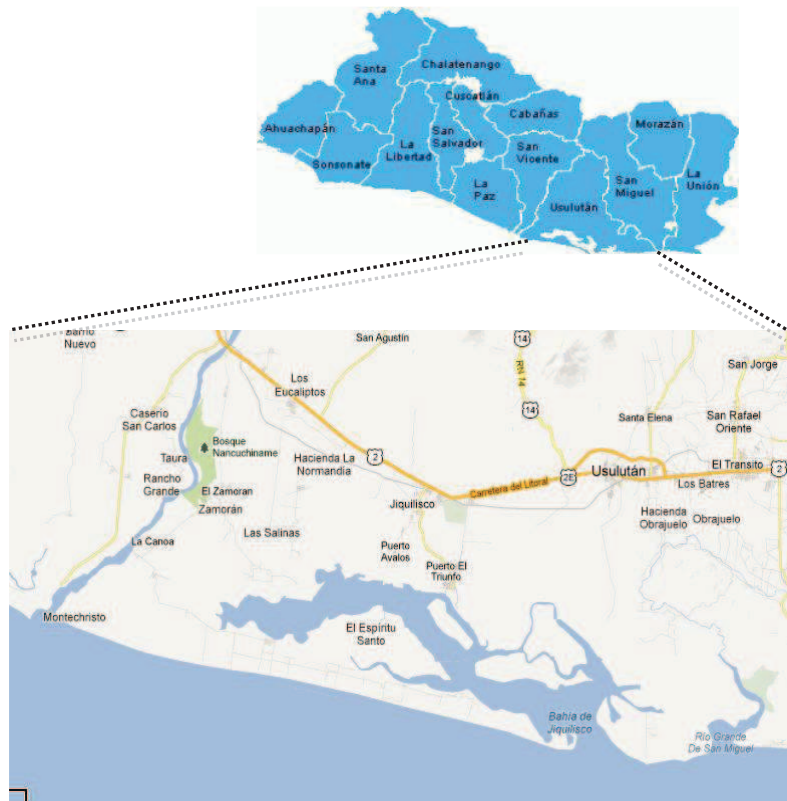 Santa
Ana
Chalatenango
Cuscatlán
Cabañas
Ahuachapán
Morazán
La
Libertad
San
Salvador
San
Vicente
Sonsonate
La
Paz
Usulután
San
Miguel
La
Unión
Barrio
Nuevo
San Agustín
14
RN 14
San Jorge
Los
Eucaliptos
14
Caserio
San Carlos
Santa Elena
San Rafael
Oriente
Bosque
Nancuchiname
Taura
Hacienda La
Normandia
2
Rancho
Grande
El Zamoran
Zamorán
Jiquilisco
Carretera del Litoral
2E
Usulután
El Transito
2
Los Batres
Hacienda
Obrajuelo
Obrajuelo
La Canoa
Las Salinas
Puerto
Avalos
Puerto El
Triunfo
Montechristo
El Espíritu
Santo
Bahía de
Jiquilisco
Río Grande
De San Miguel